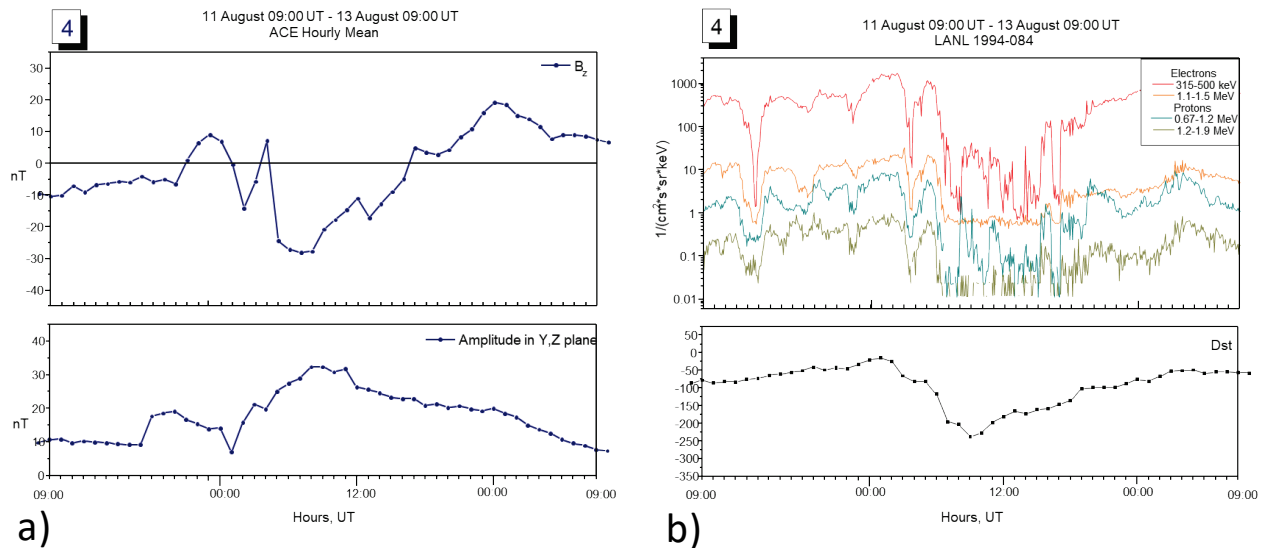 4
11 August 09:00 UT - 13 August 09:00 UT
ACE Hourly Mean
B_z
30
20
10
0
nT
-10
-20
-30
-40
Amplitude in Y,Z plane
40
30
20
nT
10
0
09:00
00:00
12:00
00:00
09:00
Hours, UT
a)
4
11 August 09:00 UT - 13 August 09:00 UT
LANL 1994-084
Electrons
315-500 keV
1.1-1.5 MeV
Protons
0.67-1.2 MeV
1.2-1.9 MeV
1000
100
10
1
0.1
0.01
1/(cm²*s*sr*keV)
Dst
50
0
-50
-100
-150
-200
-250
-300
-350
09:00
00:00
12:00
00:00
09:00
Hours, UT
b)